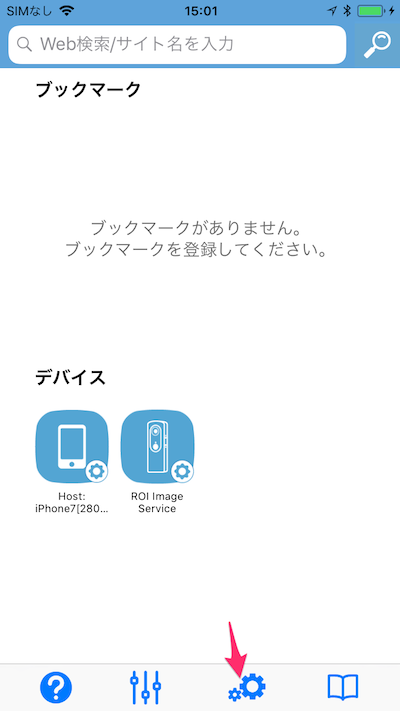 SIMなし 15:01
Web検索/サイト名を入力
ブックマーク
ブックマークがありません。
ブックマークを登録してください。
デバイス
Host:
iPhone7[280...
ROI Image
Service
?